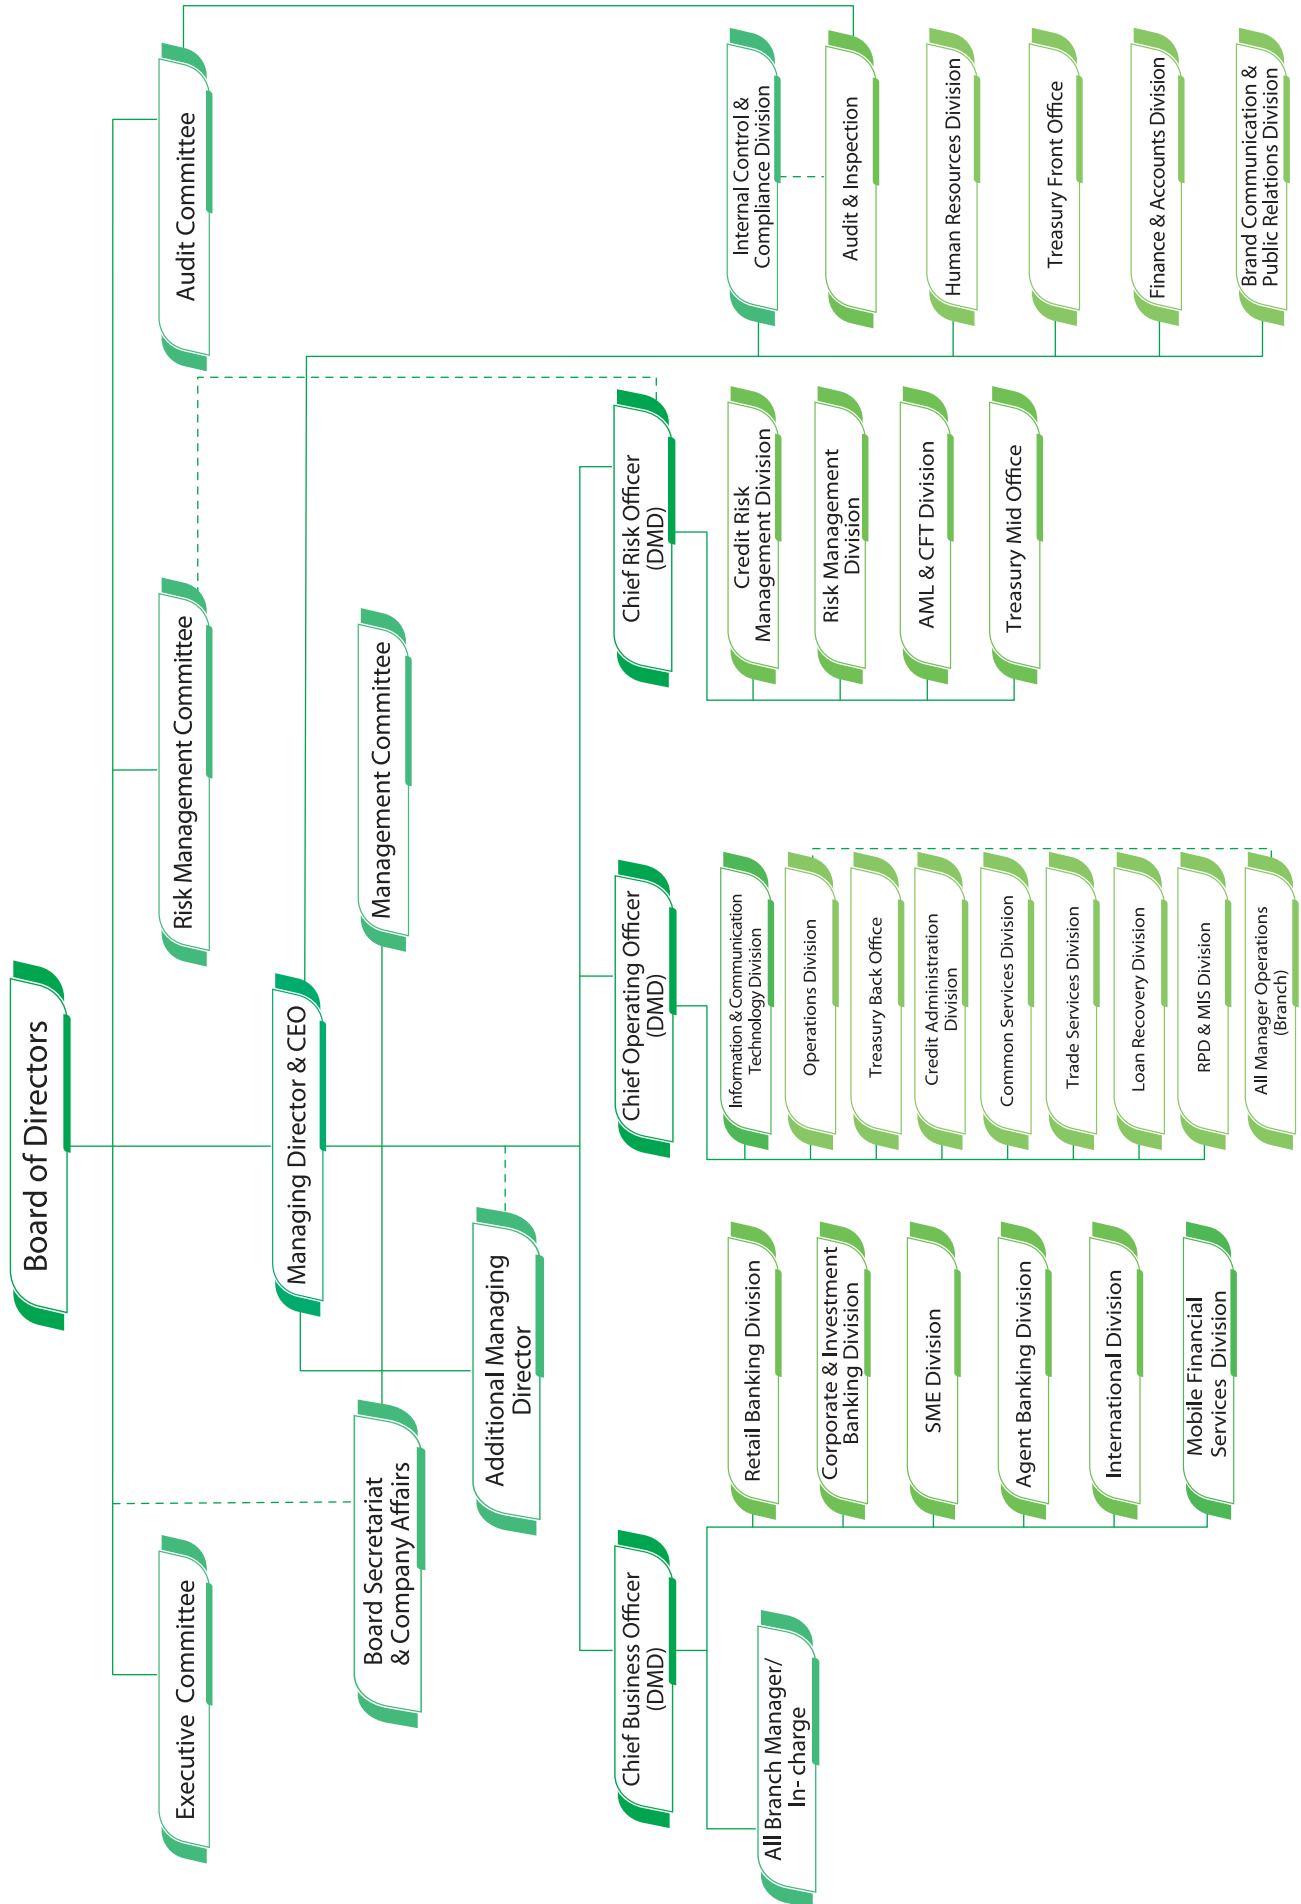 Board of Directors
Executive  Committee
Risk Management Committee
Audit Committee
Managing Director & CEO
Board Secretariat
& Company Affairs
Management Committee
Additional Managing
Director
Chief Business Officer
(DMD)
Chief Operating Officer
(DMD)
Chief Risk Officer
(DMD)
All Branch Manager/
In- charge
Retail Banking Division
Corporate & Investment
Banking Division
SME Division
Agent Banking Division
International Division
Mobile Financial
Services  Division
Information & Communication
Technology Division
Operations Division
Treasury Back Office
Credit Administration
Division
Common Services Division
Trade Services Division
Loan Recovery Division
RPD & MIS Division
All Manager Operations
(Branch)
Credit Risk
Management Division
Risk Management
Division
AML & CFT Division
Treasury Mid Office
Internal Control &
Compliance Division
Audit & Inspection
Human Resources Division
Treasury Front Office
Finance & Accounts Division
Brand Communication &
Public Relations Division